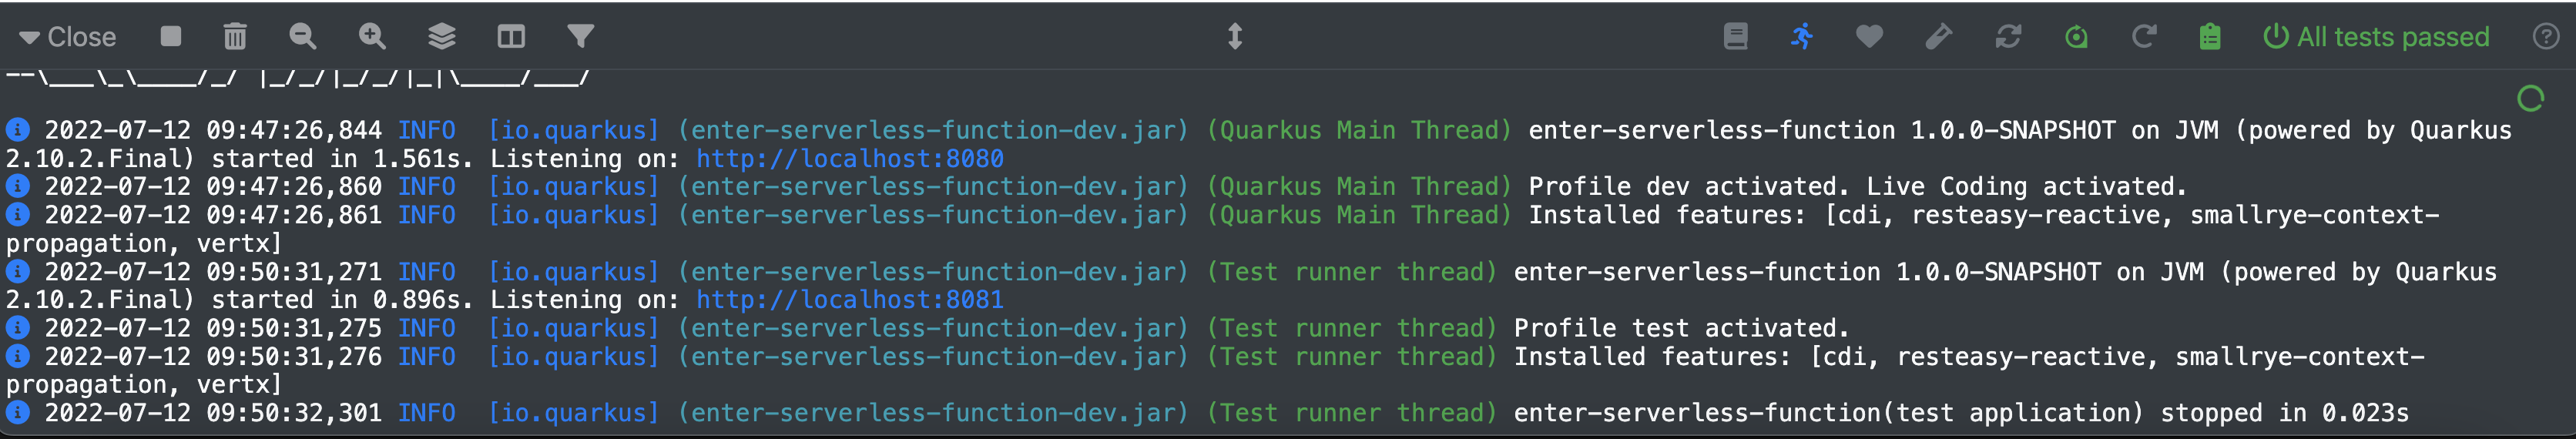 Close
All tests passed
--\___\_\____/_/ |_/_/|_/_/|_|\____/___/
2022-07-12 09:47:26,844 INFO  [io.quarkus] (enter-serverless-function-dev.jar) (Quarkus Main Thread) enter-serverless-function 1.0.0-SNAPSHOT on JVM (powered by Quarkus
2.10.2.Final) started in 1.561s. Listening on: http://localhost:8080
2022-07-12 09:47:26,860 INFO  [io.quarkus] (enter-serverless-function-dev.jar) (Quarkus Main Thread) Profile dev activated. Live Coding activated.
2022-07-12 09:47:26,861 INFO  [io.quarkus] (enter-serverless-function-dev.jar) (Quarkus Main Thread) Installed features: [cdi, resteasy-reactive, smallrye-context-
propagation, vertx]
2022-07-12 09:50:31,271 INFO  [io.quarkus] (enter-serverless-function-dev.jar) (Test runner thread) enter-serverless-function 1.0.0-SNAPSHOT on JVM (powered by Quarkus
2.10.2.Final) started in 0.896s. Listening on: http://localhost:8081
2022-07-12 09:50:31,275 INFO  [io.quarkus] (enter-serverless-function-dev.jar) (Test runner thread) Profile test activated.
2022-07-12 09:50:31,276 INFO  [io.quarkus] (enter-serverless-function-dev.jar) (Test runner thread) Installed features: [cdi, resteasy-reactive, smallrye-context-
propagation, vertx]
2022-07-12 09:50:32,301 INFO  [io.quarkus] (enter-serverless-function-dev.jar) (Test runner thread) enter-serverless-function(test application) stopped in 0.023s